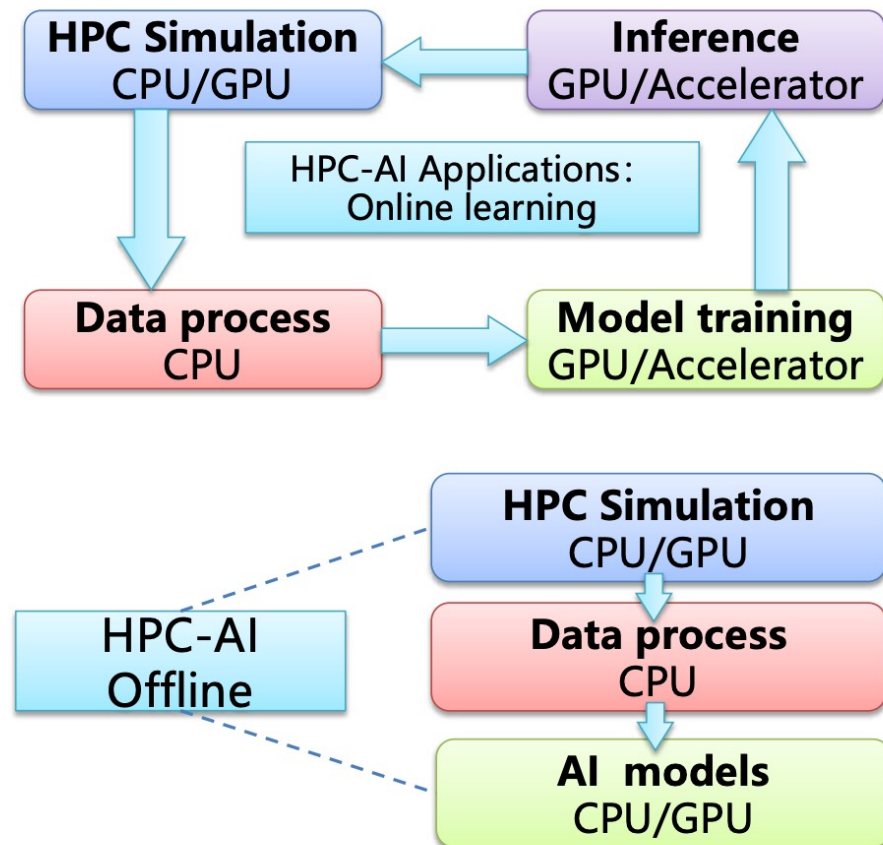 HPC Simulation
CPU/GPU
Inference
GPU/Accelerator
HPC-AI Applications:
Online learning
Data process
CPU
Model training
GPU/Accelerator
HPC Simulation
CPU/GPU
HPC-AI
Offline
Data process
CPU
AI models
CPU/GPU